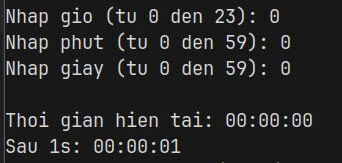 Nhap gio (tu 0 den 23): 0
Nhap phut (tu 0 den 59): 0
Nhap giay (tu 0 den 59): 0
Thoi gian hien tai: 00:00:00
Sau 1s: 00:00:01